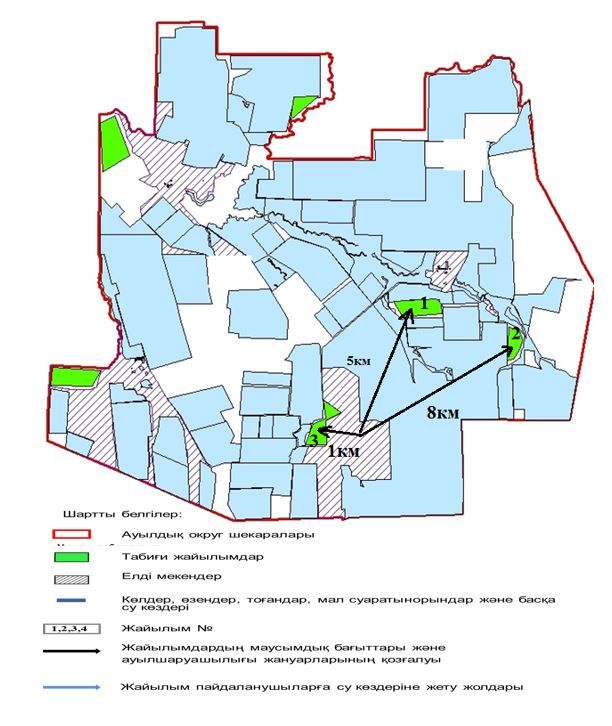 1
2
5км
8км
3
1км
Шартты белгілер:
Ауылдық округ шекаралары
Табиғи жайылымдар
Елді мекендер
Көлдер, өзендер, тоғандар, мал суаратынорындар және басқа
су көздері
1,2,3,4 Жайылым №
Жайылымдардың маусымдық бағыттары және
ауылшаруашылығы жануарларының қозғалуы
Жайылым пайдаланушыларға су көздеріне жету жолдары